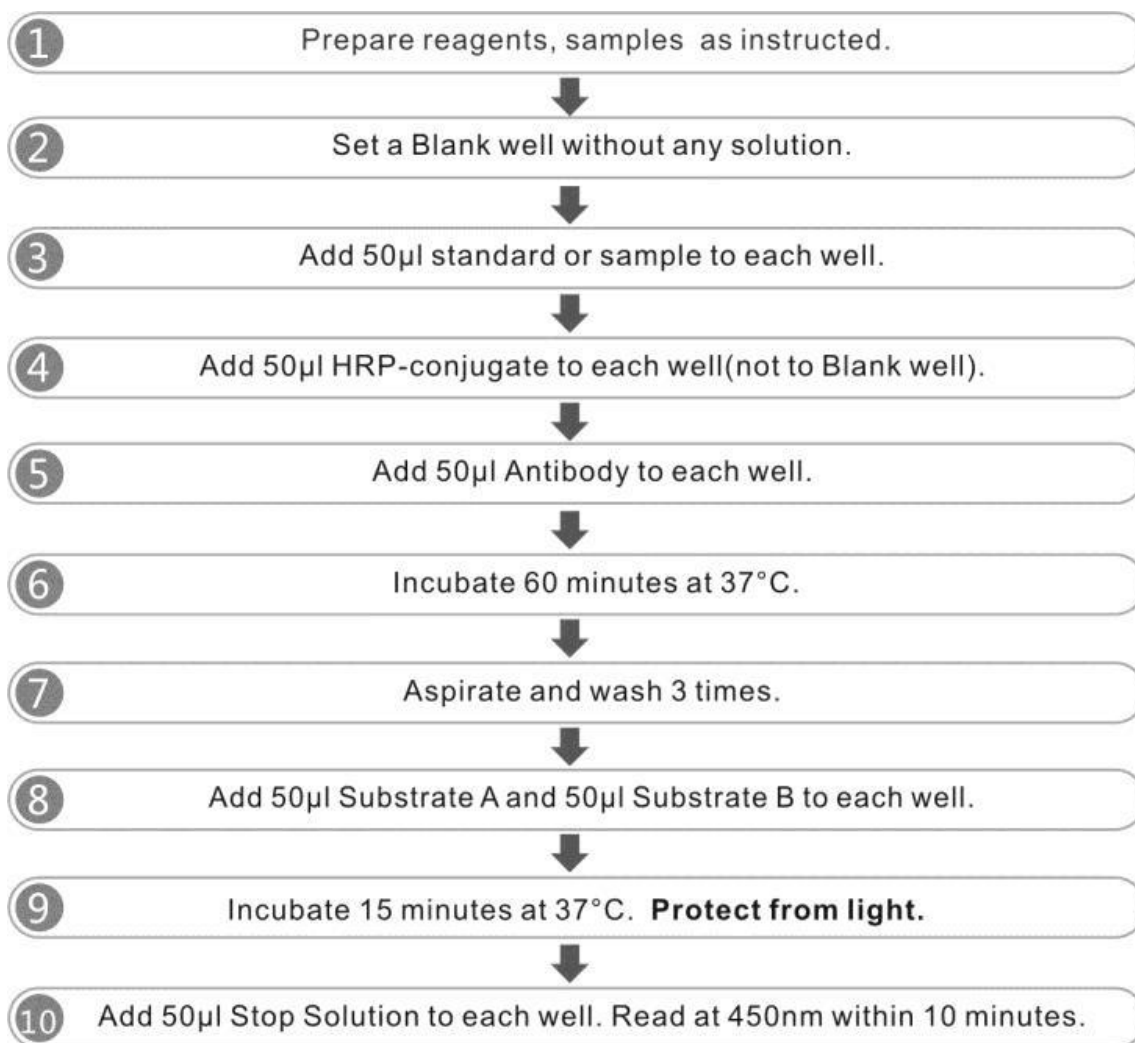 1 Prepare reagents, samples as instructed.
2 Set a Blank well without any solution.
3 Add 50µl standard or sample to each well.
4 Add 50µl HRP-conjugate to each well(not to Blank well).
5 Add 50µl Antibody to each well.
6 Incubate 60 minutes at 37°C.
7 Aspirate and wash 3 times.
8 Add 50µl Substrate A and 50µl Substrate B to each well.
9 Incubate 15 minutes at 37°C. Protect from light.
10 Add 50µl Stop Solution to each well. Read at 450nm within 10 minutes.